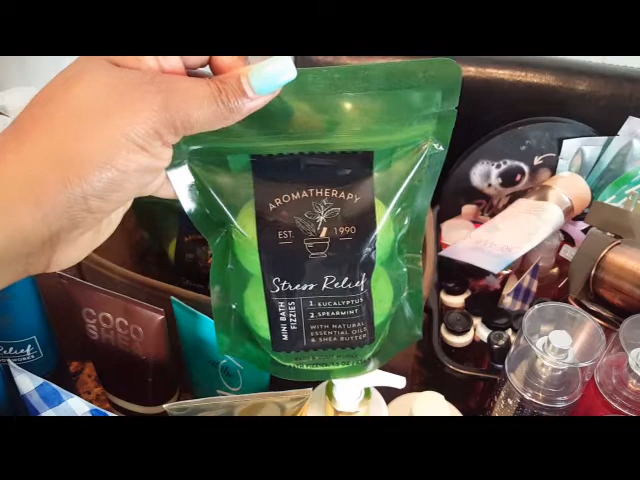 AROMATHERAPY
EST. 1990
Stress Relief
MINI BATH
FIZZIES
1. EUCALYPTUS
2. SPEARMINT
WITH NATURAL
ESSENTIAL OILS
& SHEA BUTTER
COCO
SHEA
Relief